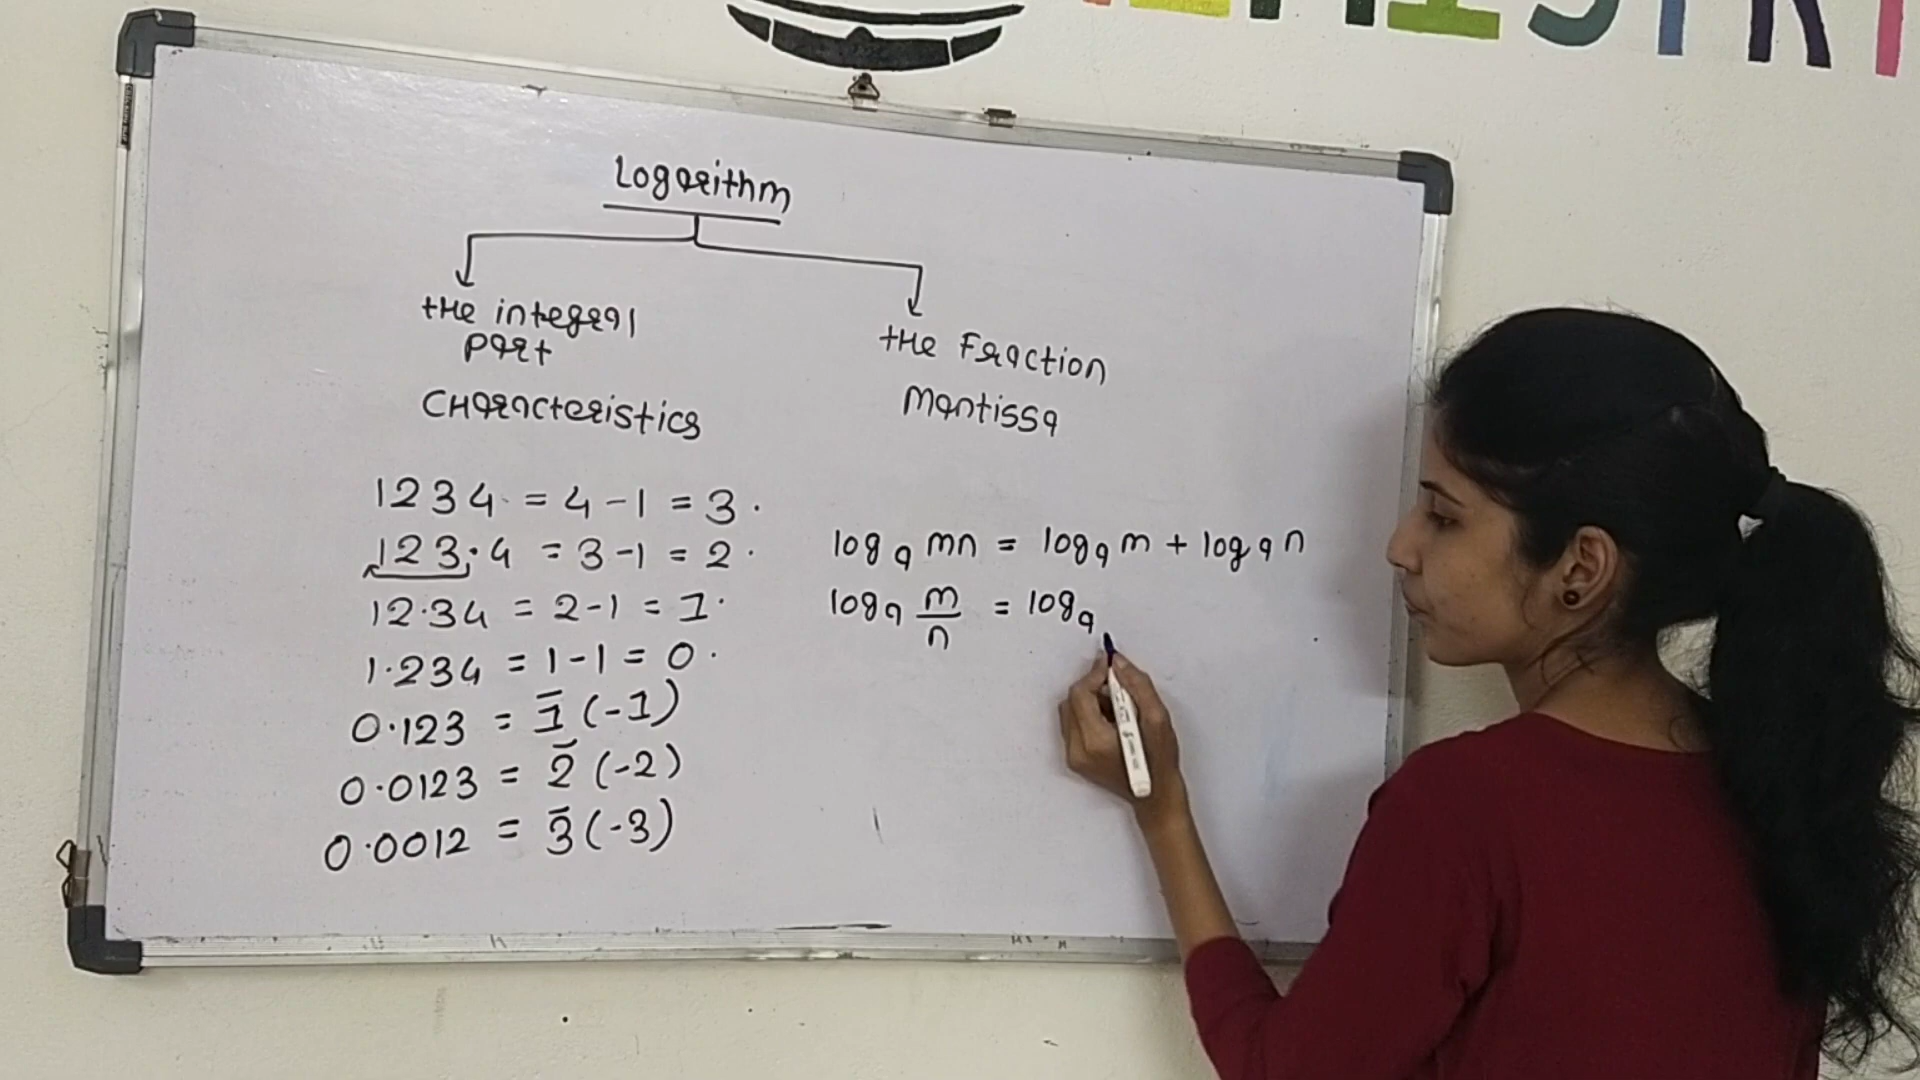 Logarithm
the integral
part
Characteristics
the Fraction
Mantissa
1234. = 4 - 1 = 3.
123.4 = 3 - 1 = 2.
12.34 = 2 - 1 = 1.
1.234 = 1 - 1 = 0.
0.123 = 1̄ (-1)
0.0123 = 2̄ (-2)
0.0012 = 3̄ (-3)
log a mn = log a m + log a n
log a m/n = log a